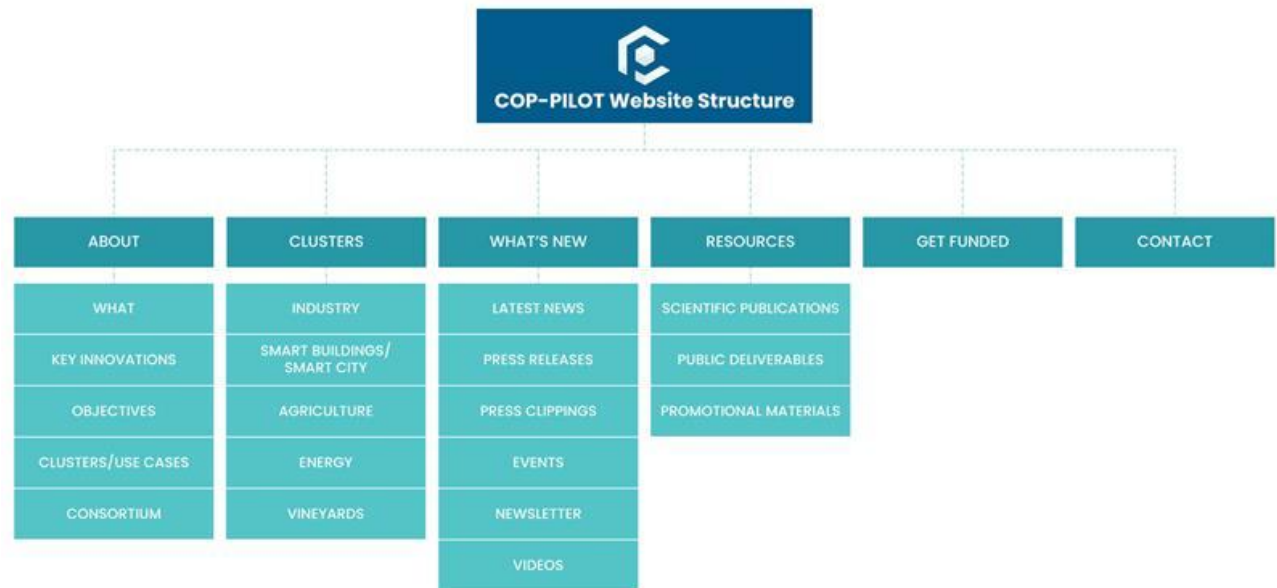 COP-PILOT Website Structure
ABOUT
WHAT
KEY INNOVATIONS
OBJECTIVES
CLUSTERS/USE CASES
CONSORTIUM
CLUSTERS
INDUSTRY
SMART BUILDINGS/
SMART CITY
AGRICULTURE
ENERGY
VINEYARDS
WHAT'S NEW
LATEST NEWS
PRESS RELEASES
PRESS CLIPPINGS
EVENTS
NEWSLETTER
VIDEOS
RESOURCES
SCIENTIFIC PUBLICATIONS
PUBLIC DELIVERABLES
PROMOTIONAL MATERIALS
GET FUNDED
CONTACT